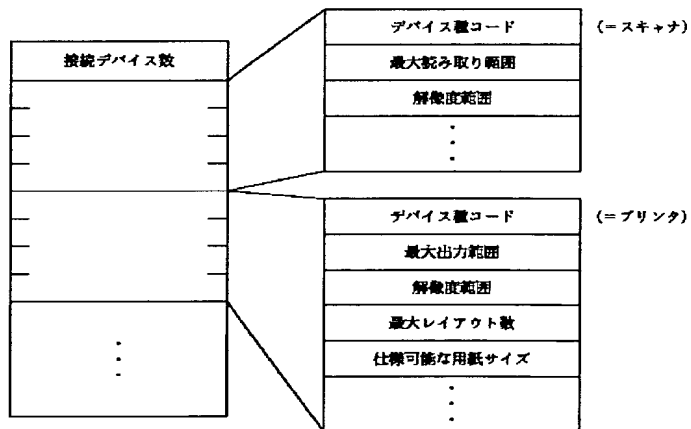 接続デバイス数
デバイス種コード (=スキャナ)
最大読み取り範囲
解像度範囲
デバイス種コード (=プリンタ)
最大出力範囲
解像度範囲
最大レイアウト数
仕様可能な用紙サイズ